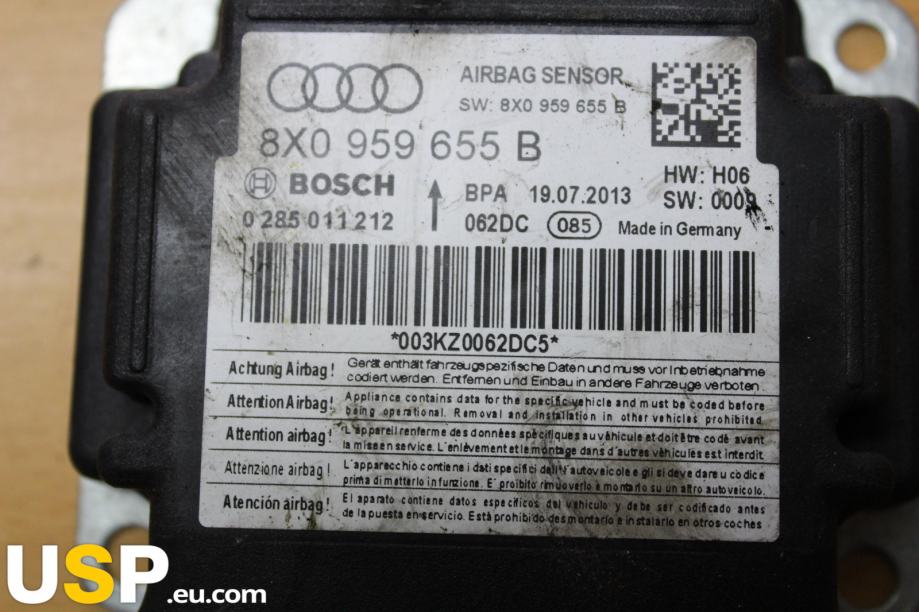 AIRBAG SENSOR
SW: 8X0 959 655 B
8X0 959 655 B
HW: H06
BOSCH
BPA 19.07.2013
SW: 0009
0 285 011 212
062DC 085 Made in Germany
*003KZ0062DC5*
Achtung Airbag! Gerät enthält fahrzeugspezifische Daten und muss vor Inbetriebnahme
codiert werden. Entfernen und Einbau in andere Fahrzeuge verboten.
Attention Airbag! Appliance contains data for the specific vehicle and must be coded before
being operational. Removal and installation in other vehicles prohibited.
Attention airbag! L'appareil renferme des données spécifiques au véhicule et doit être codé avant
la mise en service. L'enlèvement et le montage dans d'autres véhicules est interdit.
Attenzione airbag! L'apparecchio contiene i dati specifici dell'autoveicolo e gli si deve dare u codice
prima di metterlo in funzione. E' proibito rimuoverlo e montarlo su un altro autoveicolo.
Atención airbag! El aparato contiene datos específicos del vehículo y debe ser codificado antes
de la puesta en servicio. Está prohibido desmontarlo e instalarlo en otros coches
USP.eu.com